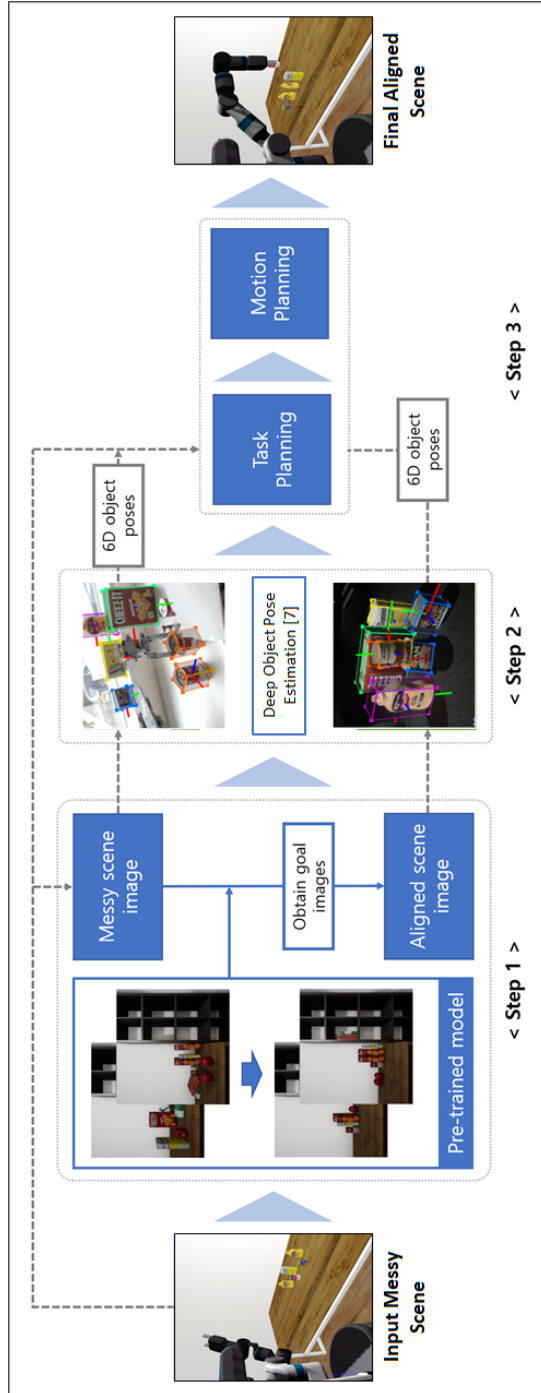 Input Messy
Scene
Pre-trained model
Messy scene
image
Obtain goal
images
Aligned scene
image
< Step 1 >
CHEEZ-IT
Deep Object Pose
Estimation [7]
< Step 2 >
6D object
poses
6D object
poses
Task
Planning
Motion
Planning
< Step 3 >
Final Aligned
Scene